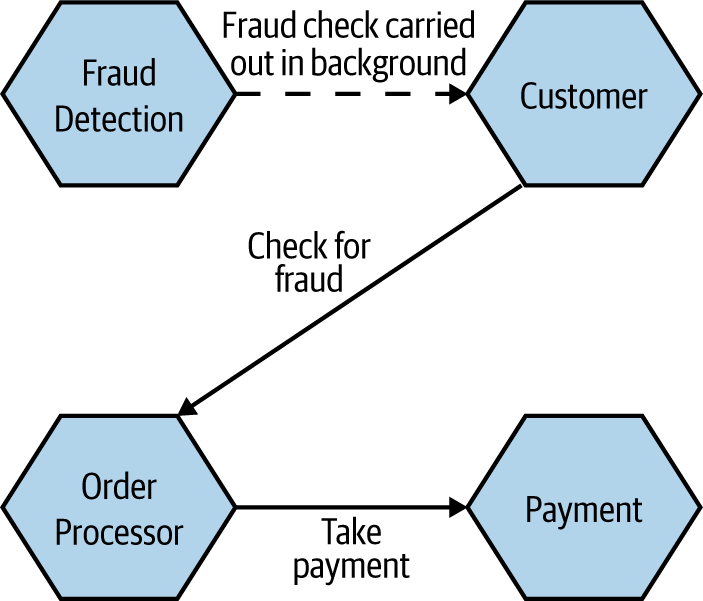 Fraud check carried
out in background
Fraud
Detection
Customer
Check for
fraud
Order
Processor
Take
payment
Payment